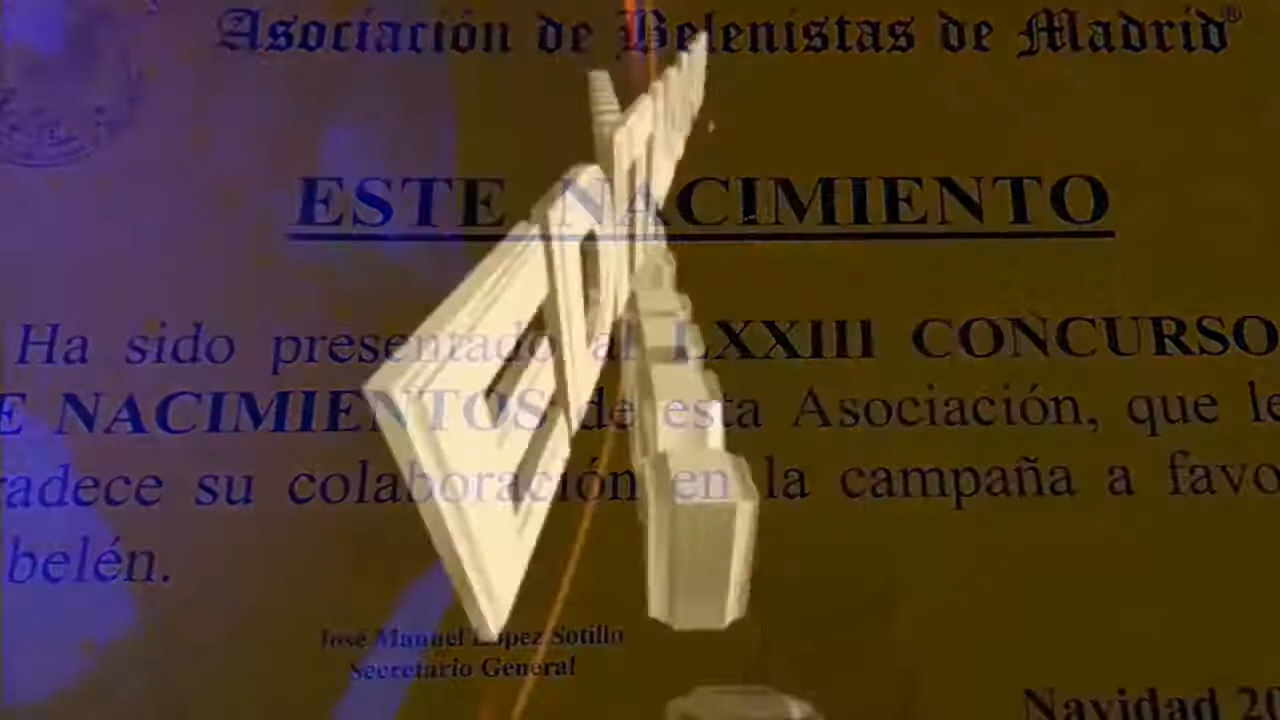 Asociación de Belenistas de Madrid®
ESTE NACIMIENTO
Ha sido presentado al LXXIII CONCURSO
E NACIMIENTOS de esta Asociación, que le
radece su colaboración en la campaña a favo
belén.
José Manuel López Sotillo
Secretario General
Navidad 20